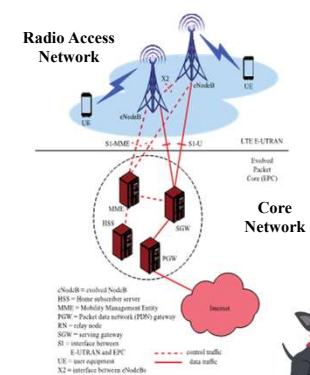 Radio Access
Network
X2
UE
eNodeB
eNodeB
UE
S1-MME
S1-U
LTE E-UTRAN
Evolved
Packet
Core (EPC)
MME
SGW
HSS
Core
Network
PGW
Internet
eNodeB = evolved NodeB
HSS = Home subscriber server
MME = Mobility Management Entity
PGW = Packet data network (PDN) gateway
RN = relay node
SGW = serving gateway
S1 = interface between
E-UTRAN and EPC
UE = user equipment
X2 = interface between eNodeBs
control traffic
data traffic